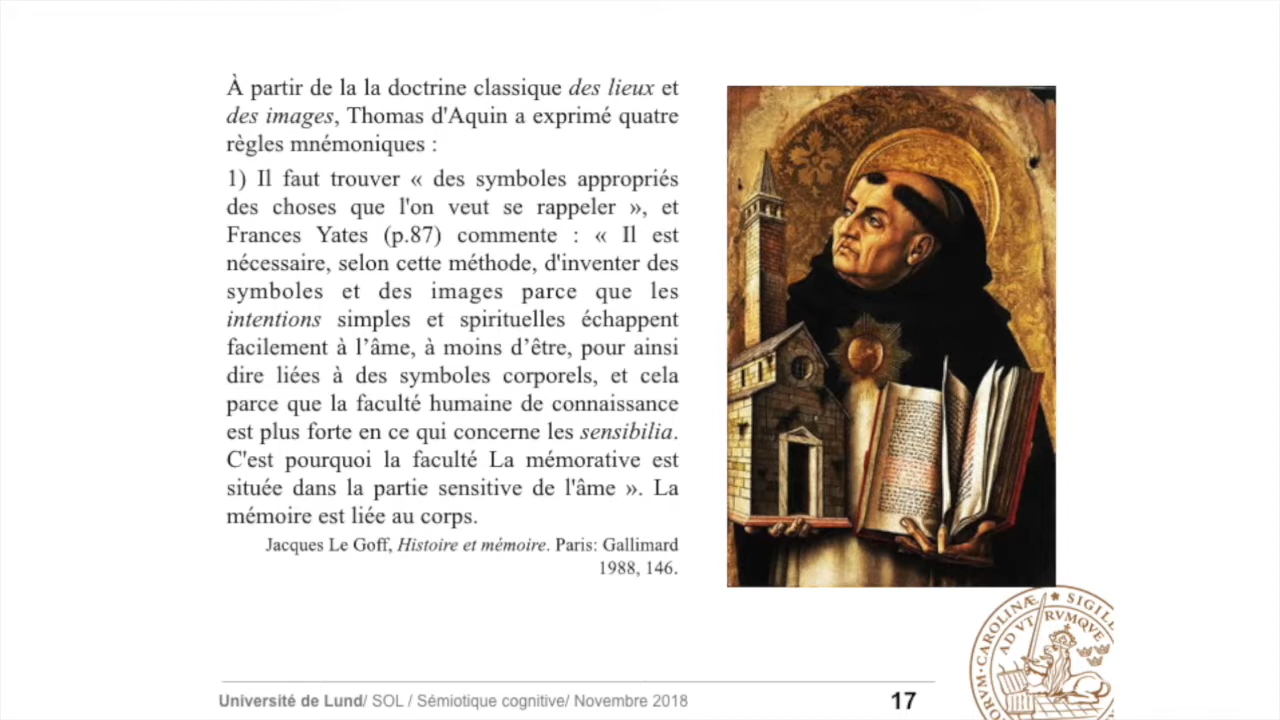 À partir de la la doctrine classique des lieux et
des images, Thomas d'Aquin a exprimé quatre
règles mnémoniques :
1) Il faut trouver « des symboles appropriés
des choses que l'on veut se rappeler », et
Frances Yates (p.87) commente : « Il est
nécessaire, selon cette méthode, d'inventer des
symboles et des images parce que les
intentions simples et spirituelles échappent
facilement à l’âme, à moins d’être, pour ainsi
dire liées à des symboles corporels, et cela
parce que la faculté humaine de connaissance
est plus forte en ce qui concerne les sensibilia.
C'est pourquoi la faculté La mémorative est
située dans la partie sensitive de l'âme ». La
mémoire est liée au corps.
Jacques Le Goff, Histoire et mémoire. Paris: Gallimard
1988, 146.
CAROLINÆ * SIGILL
AD VTRVMQVE
Université de Lund/ SOL / Sémiotique cognitive/ Novembre 2018
17